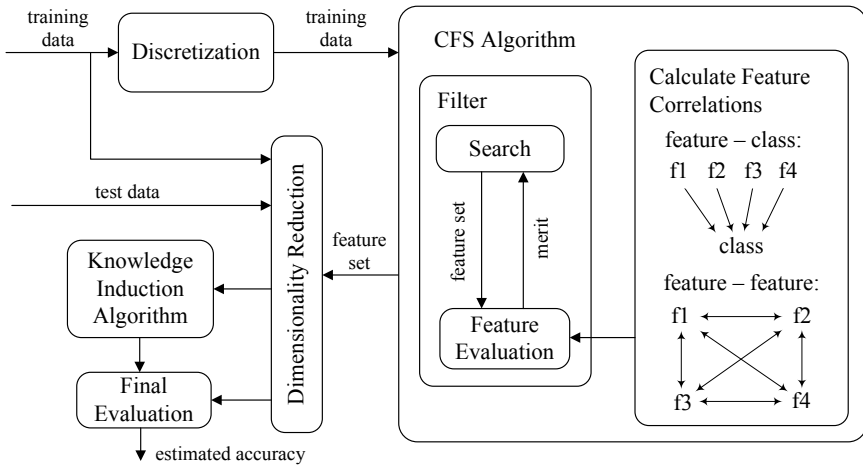 training
data
Discretization
training
data
test data
Dimensionality Reduction
feature
set
Knowledge
Induction
Algorithm
Final
Evaluation
estimated accuracy
CFS Algorithm
Filter
Search
feature set
merit
Feature
Evaluation
Calculate Feature
Correlations
feature – class:
f1 f2 f3 f4
class
feature – feature:
f1 f2
f3 f4